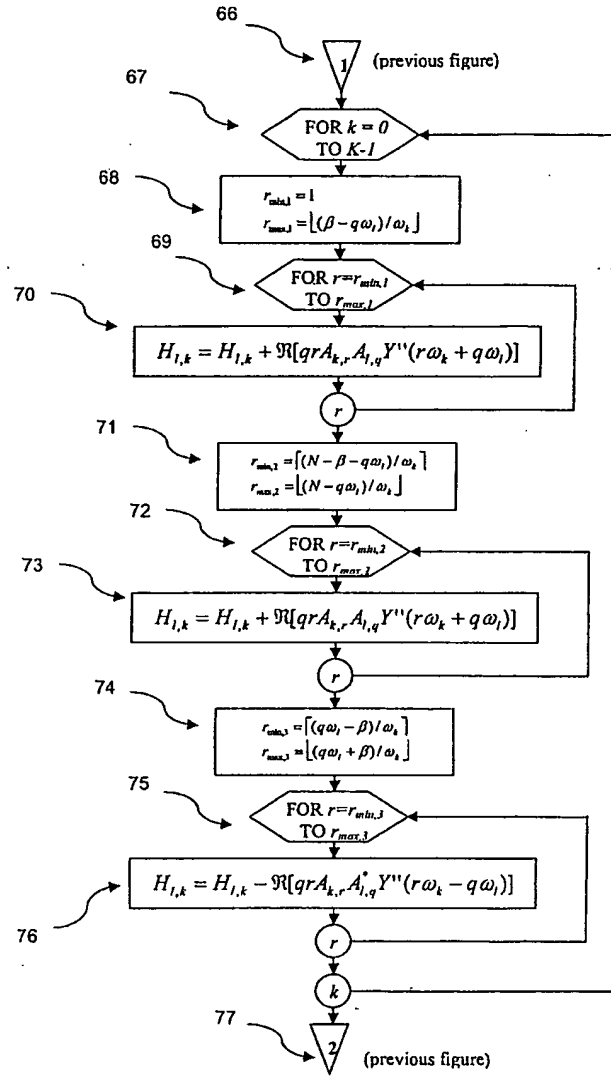 66
1 (previous figure)
67
FOR k = 0
TO K-1
68
r_min,1 = 1
r_max,1 = ⌊(β − qω_l)/ω_k⌋
69
FOR r=r_min,1
TO r_max,1
70
H_l,k = H_l,k + ℜ[qrA_k,r A_l,q Y''(rω_k + qω_l)]
r
71
r_min,2 = ⌈(N − β − qω_l)/ω_k⌉
r_max,2 = ⌊(N − qω_l)/ω_k⌋
72
FOR r=r_min,2
TO r_max,2
73
H_l,k = H_l,k + ℜ[qrA_k,r A_l,q Y''(rω_k + qω_l)]
r
74
r_min,3 = ⌈(qω_l − β)/ω_k⌉
r_max,3 = ⌊(qω_l + β)/ω_k⌋
75
FOR r=r_min,3
TO r_max,3
76
H_l,k = H_l,k − ℜ[qrA_k,r A*_l,q Y''(rω_k − qω_l)]
r
k
77
2 (previous figure)